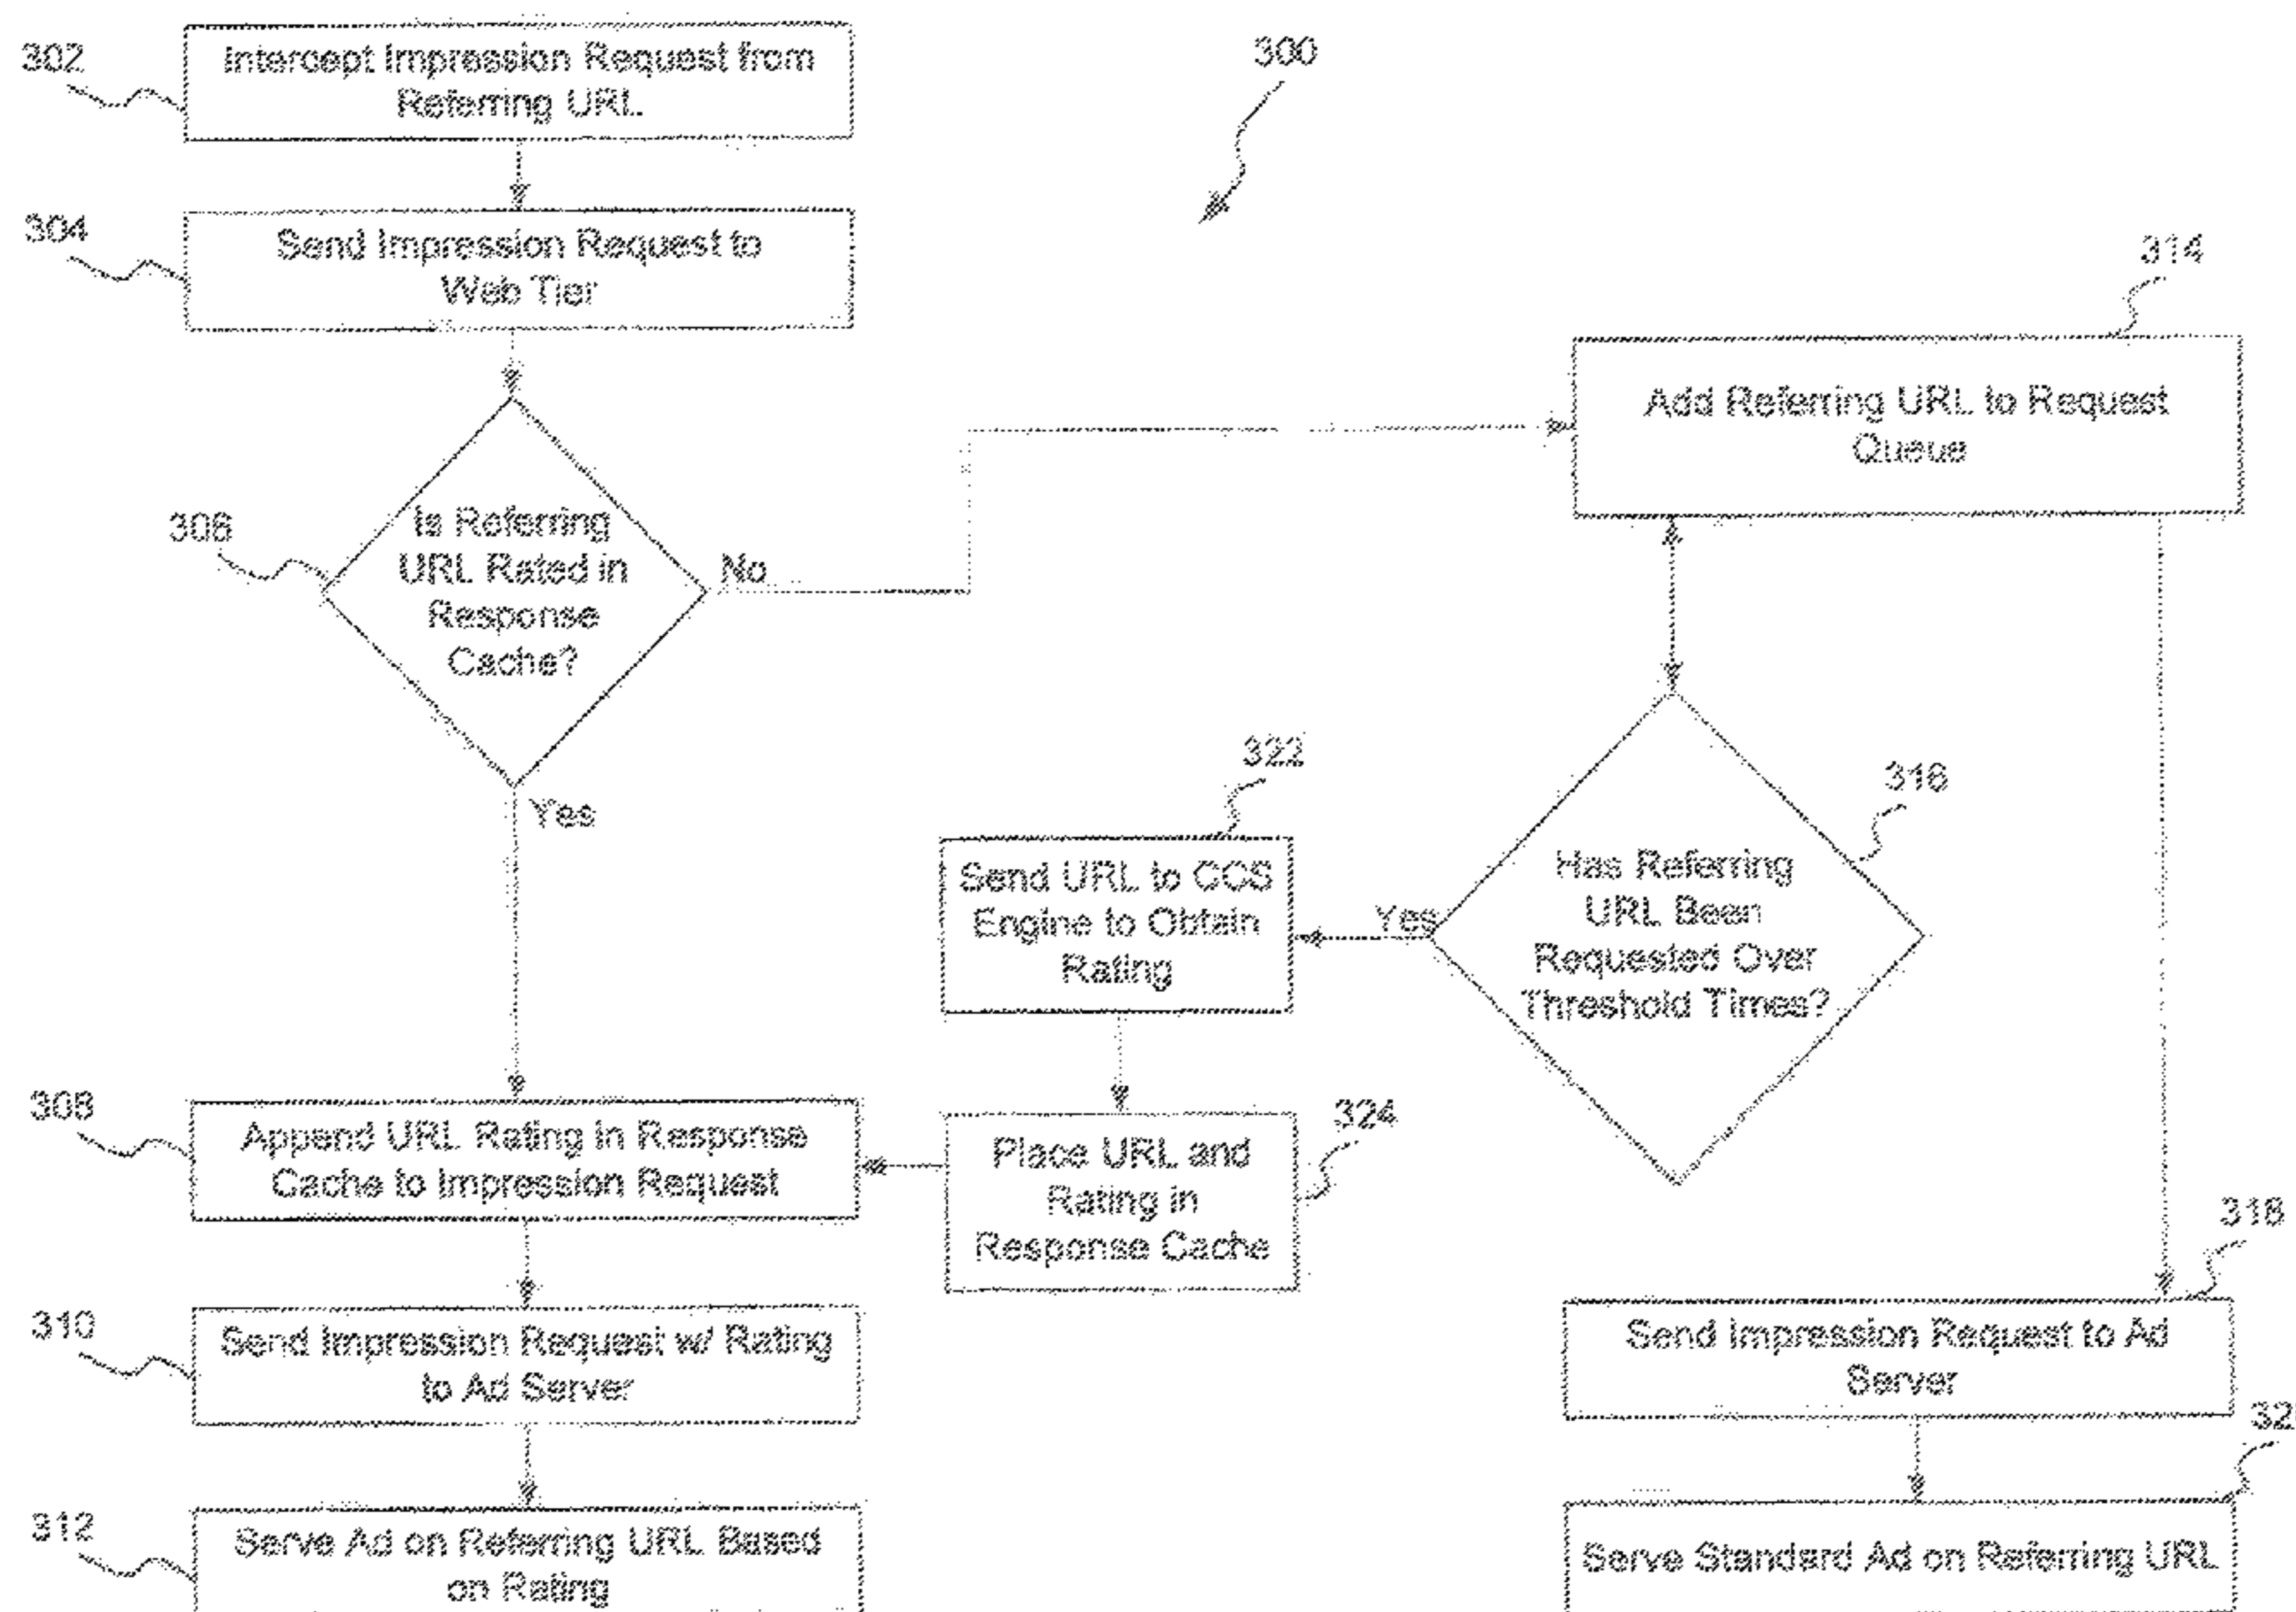 302
Intercept Impression Request from
Referring URL
300
304
Send Impression Request to
Web Tier
314
Add Referring URL to Request
Queue
306
Is Referring
URL Rated in
Response
Cache?
No
Yes
322
Send URL to CCS
Engine to Obtain
Rating
Yes
316
Has Referring
URL Been
Requested Over
Threshold Times?
308
Append URL Rating in Response
Cache to Impression Request
324
Place URL and
Rating in
Response Cache
318
Send Impression Request to Ad
Server
310
Send Impression Request w/ Rating
to Ad Server
312
Serve Ad on Referring URL Based
on Rating
Serve Standard Ad on Referring URL